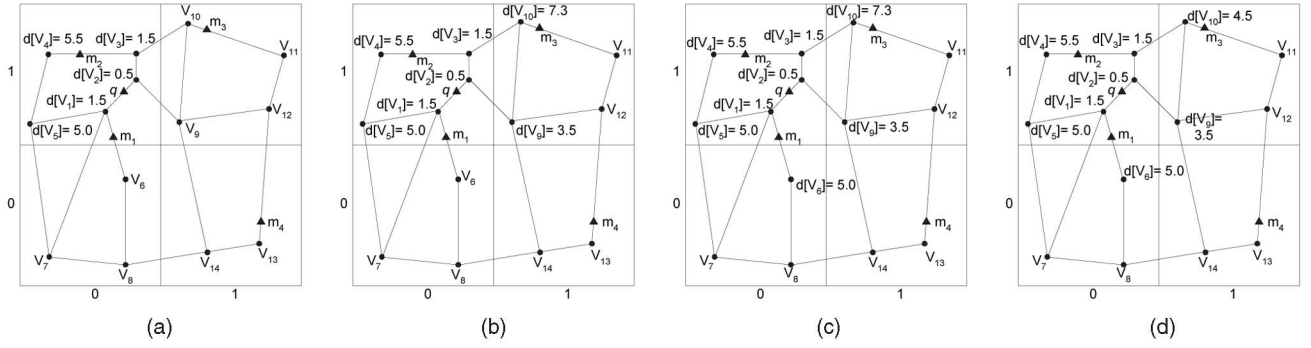 V10
m3
d[V4]= 5.5
d[V3]= 1.5
V11
m2
1
d[V2]= 0.5
q
d[V1]= 1.5
V12
d[V5]= 5.0
V9
m1
V6
0
m4
V7
V8
V14
V13
0
1
(a)
d[V10]= 7.3
m3
d[V4]= 5.5
d[V3]= 1.5
V11
m2
1
d[V2]= 0.5
q
d[V1]= 1.5
V12
d[V5]= 5.0
d[V9]= 3.5
m1
V6
0
m4
V7
V8
V14
V13
0
1
(b)
d[V10]= 7.3
m3
d[V4]= 5.5
d[V3]= 1.5
V11
m2
1
d[V2]= 0.5
q
d[V1]= 1.5
V12
d[V5]= 5.0
d[V9]= 3.5
m1
d[V6]= 5.0
0
m4
V7
V8
V14
V13
0
1
(c)
d[V10]= 4.5
m3
d[V4]= 5.5
d[V3]= 1.5
V11
m2
1
d[V2]= 0.5
q
d[V1]= 1.5
V12
d[V5]= 5.0
d[V9]=
3.5
m1
d[V6]= 5.0
0
m4
V7
V8
V14
V13
0
1
(d)